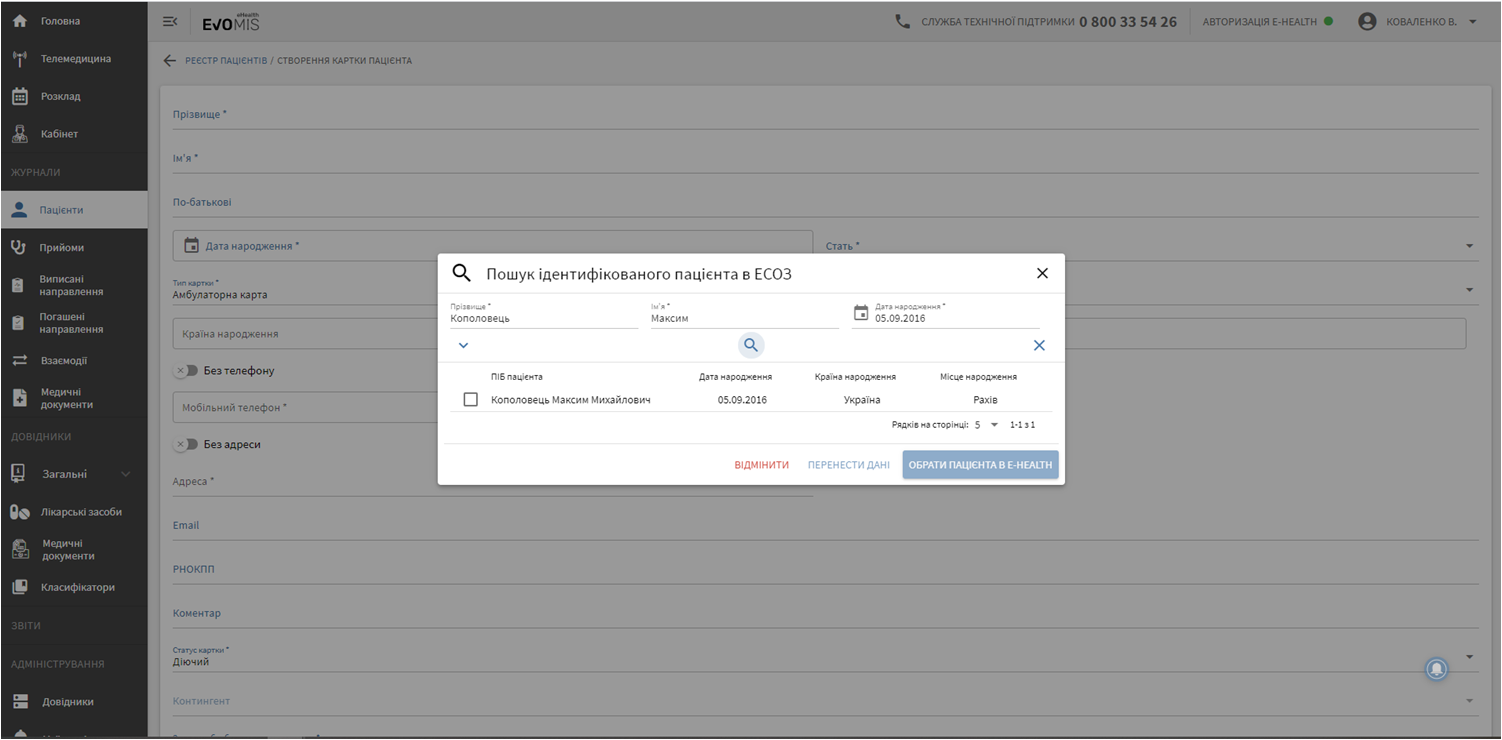 Головна
Телемедицина
Розклад
Кабінет
ЖУРНАЛИ
Пацієнти
Прийоми
Виписані
направлення
Погашені
направлення
Взаємодії
Медичні
документи
ДОВІДНИКИ
Загальні
Лікарські засоби
Медичні
документи
Класифікатори
ЗВІТИ
АДМІНІСТРУВАННЯ
Довідники
eHealth
EVOMIS
СЛУЖБА ТЕХНІЧНОЇ ПІДТРИМКИ 0 800 33 54 26
АВТОРИЗАЦІЯ E-HEALTH
КОВАЛЕНКО В.
РЕЄСТР ПАЦІЄНТІВ / СТВОРЕННЯ КАРТКИ ПАЦІЄНТА
Прізвище *
Ім'я *
По-батькові
Дата народження *
Стать *
Тип картки *
Амбулаторна карта
Країна народження
Без телефону
Мобільний телефон *
Без адреси
Адреса *
Email
РНОКПП
Коментар
Статус картки *
Діючий
Контингент
Пошук ідентифікованого пацієнта в ЕСОЗ
Прізвище * Ім'я * Дата народження *
Кополовець Максим 05.09.2016
ПІБ пацієнта Дата народження Країна народження Місце народження
Кополовець Максим Михайлович 05.09.2016 Україна Рахів
Рядків на сторінці: 5 1-1 з 1
ВІДМІНИТИ ПЕРЕНЕСТИ ДАНІ ОБРАТИ ПАЦІЄНТА В E-HEALTH